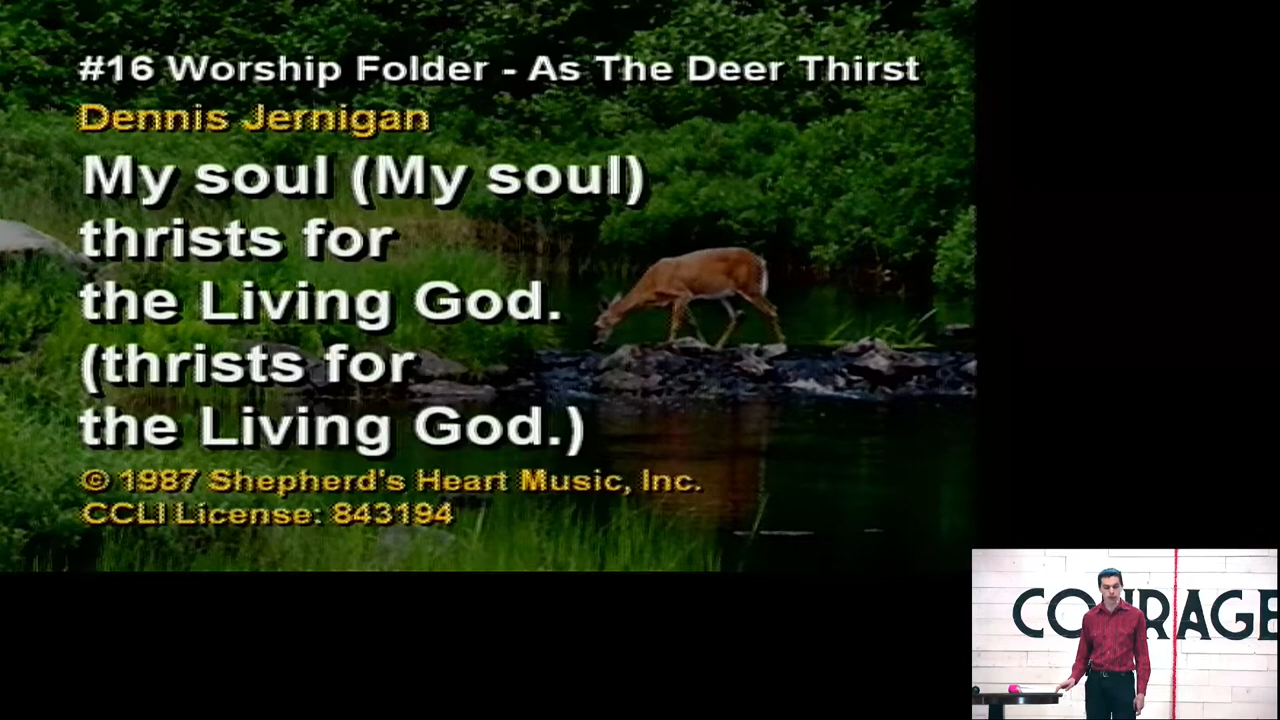 #16 Worship Folder - As The Deer Thirst
Dennis Jernigan
My soul (My soul)
thrists for
the Living God.
(thrists for
the Living God.)
© 1987 Shepherd's Heart Music, Inc.
CCLI License: 843194
COURAGE